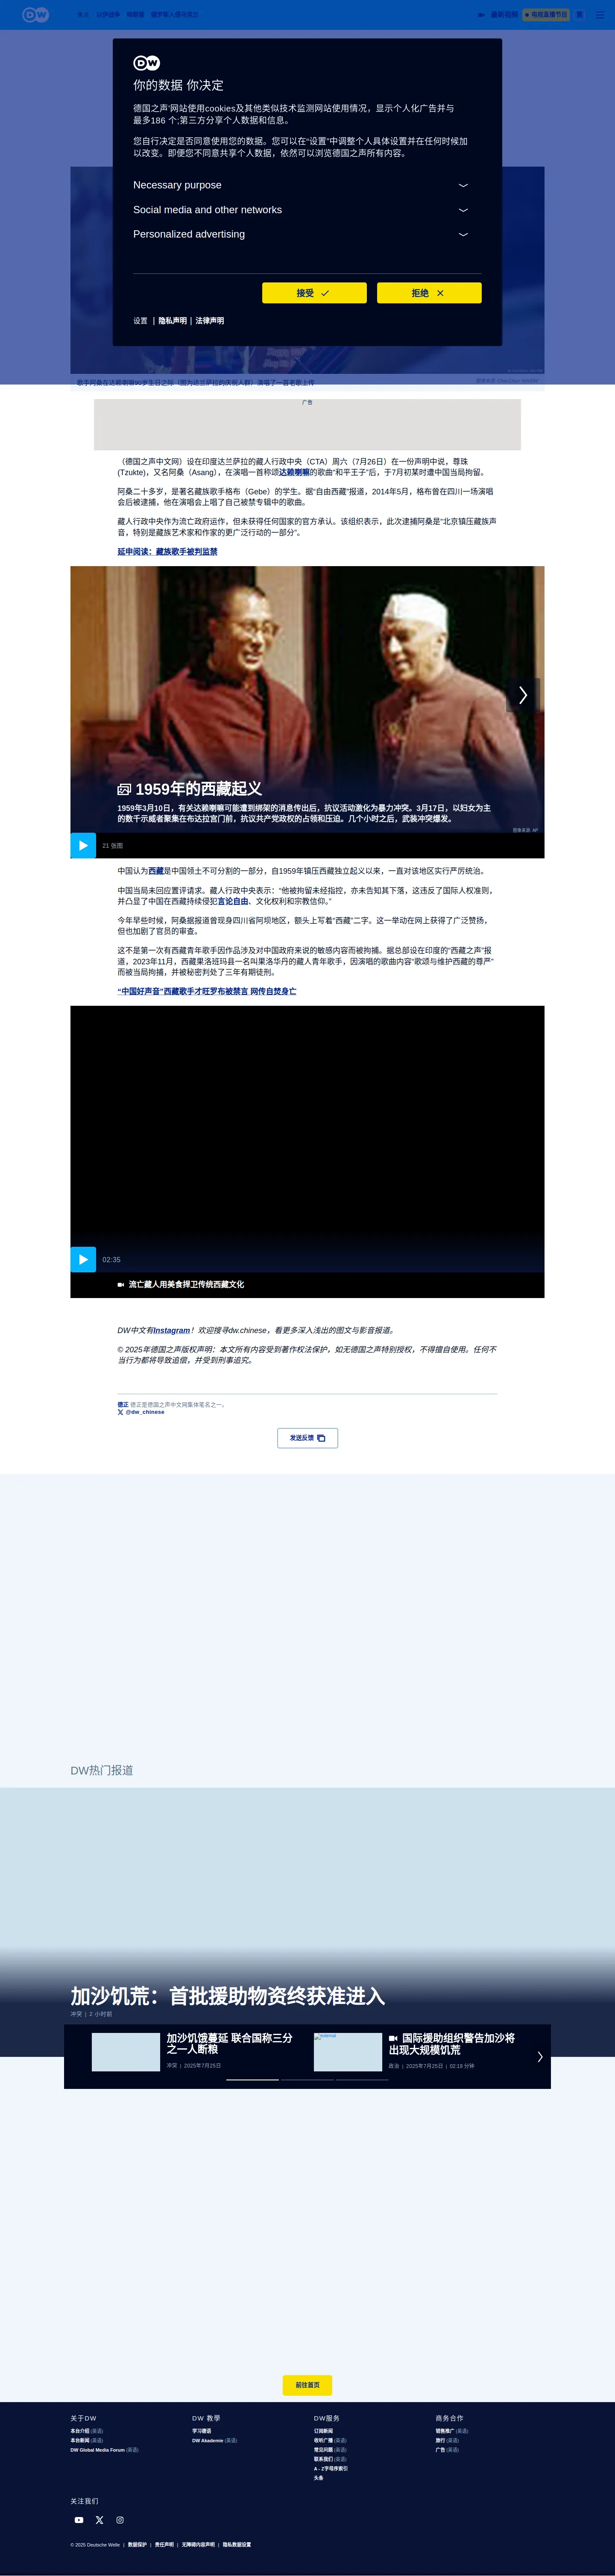 DW
最新视频
电视直播节目
DW
你的数据 你决定
德国之声‘网站使用cookies及其他类似技术监测网站使用情况，显示个人化广告并与
最多186 个;第三方分享个人数据和信息。
您自行决定是否同意使用您的数据。您可以在“设置”中调整个人具体设置并在任何时候加
以改变。即使您不同意共享个人数据，依然可以浏览德国之声所有内容。
Necessary purpose
Social media and other networks
Personalized advertising
接受
拒绝
设置 | 隐私声明 | 法律声明
歌手阿桑在达赖喇嘛90岁生日之际（图为达兰萨拉的庆祝人群）演唱了一首老歌上传
广告
（德国之声中文网）设在印度达兰萨拉的藏人行政中央（CTA）周六（7月26日）在一份声明中说，尊珠
(Tzukte)，又名阿桑（Asang），在演唱一首称颂达赖喇嘛的歌曲“和平王子”后，于7月初某时遭中国当局拘留。
阿桑二十多岁，是著名藏族歌手格布（Gebe）的学生。据“自由西藏”报道，2014年5月，格布曾在四川一场演唱
会后被逮捕，他在演唱会上唱了自己被禁专辑中的歌曲。
藏人行政中央作为流亡政府运作，但未获得任何国家的官方承认。该组织表示，此次逮捕阿桑是“北京镇压藏族声
音，特别是藏族艺术家和作家的更广泛行动的一部分”。
延申阅读：藏族歌手被判监禁
1959年的西藏起义
1959年3月10日，有关达赖喇嘛可能遭到绑架的消息传出后，抗议活动激化为暴力冲突。3月17日，以妇女为主
的数千示威者聚集在布达拉宫门前，抗议共产党政权的占领和压迫。几个小时之后，武装冲突爆发。
图像来源: AP
21 张图
中国认为西藏是中国领土不可分割的一部分，自1959年镇压西藏独立起义以来，一直对该地区实行严厉统治。
中国当局未回应置评请求。藏人行政中央表示：“他被拘留未经指控，亦未告知其下落，这违反了国际人权准则，
并凸显了中国在西藏持续侵犯言论自由、文化权利和宗教信仰。”
今年早些时候，阿桑据报道曾现身四川省阿坝地区，额头上写着“西藏”二字。这一举动在网上获得了广泛赞扬，
但也加剧了官员的审查。
这不是第一次有西藏青年歌手因作品涉及对中国政府来说的敏感内容而被拘捕。据总部设在印度的“西藏之声”报
道，2023年11月，西藏果洛班玛县一名叫果洛华丹的藏人青年歌手，因演唱的歌曲内容“歌颂与维护西藏的尊严”
而被当局拘捕，并被秘密判处了三年有期徒刑。
“中国好声音”西藏歌手才旺罗布被禁言 网传自焚身亡
02:35
流亡藏人用美食捍卫传统西藏文化
DW中文有Instagram！欢迎搜寻dw.chinese，看更多深入浅出的图文与影音报道。
© 2025年德国之声版权声明：本文所有内容受到著作权法保护，如无德国之声特别授权，不得擅自使用。任何不
当行为都将导致追偿，并受到刑事追究。
德正 德正是德国之声中文网集体笔名之一。
@dw_chinese
发送反馈
DW热门报道
加沙饥荒：首批援助物资终获准进入
冲突 | 2 小时前
加沙饥饿蔓延 联合国称三分
之一人断粮
冲突 | 2025年7月25日
国际援助组织警告加沙将
出现大规模饥荒
政治 | 2025年7月25日 | 02:18 分钟
前往首页
关于DW
本台介绍 (英语)
本台新闻 (英语)
DW Global Media Forum (英语)
DW 教學
学习德语
DW Akademie (英语)
DW服务
订阅新闻
收听广播 (英语)
常见问题 (英语)
联系我们 (英语)
A - Z字母序索引
头条
商务合作
销售推广 (英语)
旅行 (英语)
广告 (英语)
关注我们
© 2025 Deutsche Welle | 数据保护 | 责任声明 | 无障碍内容声明 | 隐私数据设置